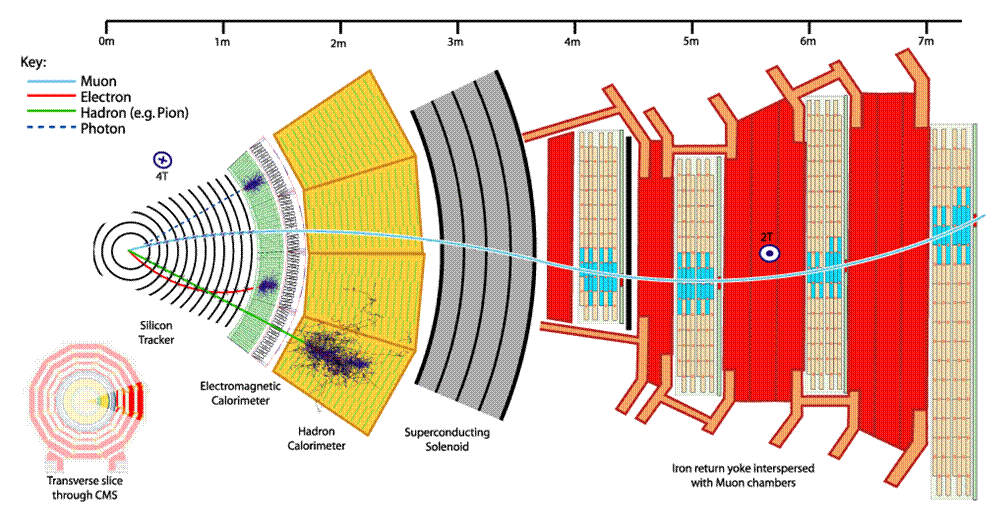 0m 1m 2m 3m 4m 5m 6m 7m
Key:
Muon
Electron
Hadron (e.g. Pion)
Photon
4T
2T
Silicon
Tracker
Electromagnetic
Calorimeter
Hadron
Calorimeter
Superconducting
Solenoid
Iron return yoke interspersed
with Muon chambers
Transverse slice
through CMS